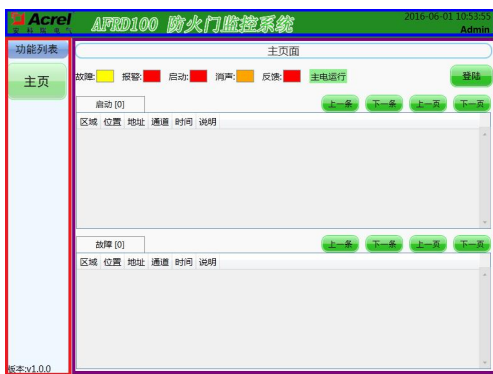 Acrel
安科瑞电气
AFRD100 防火门监控系统
2016-06-01 10:53:55
Admin
功能列表
主页
版本:v1.0.0
主页面
故障: 报警: 启动: 消声: 反馈: 主电运行 登陆
启动 [0] 上一条 下一条 上一页 下一页
区域 位置 地址 通道 时间 说明
故障 [0] 上一条 下一条 上一页 下一页
区域 位置 地址 通道 时间 说明